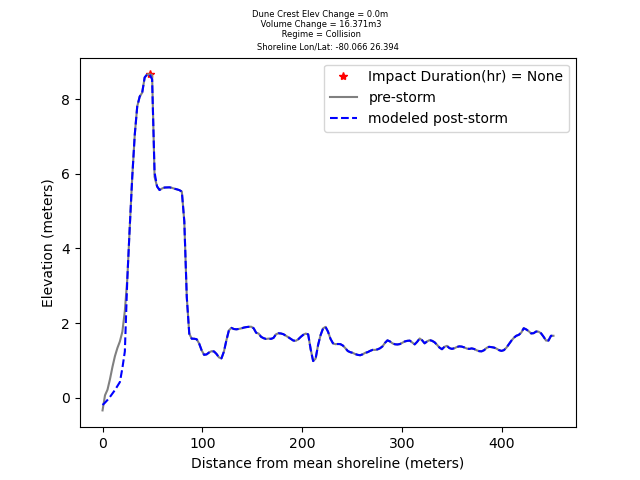 Dune Crest Elev Change = 0.0m
Volume Change = 16.371m3
Regime = Collision
Shoreline Lon/Lat: -80.066 26.394
Impact Duration(hr) = None
pre-storm
modeled post-storm
Elevation (meters)
8
6
4
2
0
0 100 200 300 400
Distance from mean shoreline (meters)